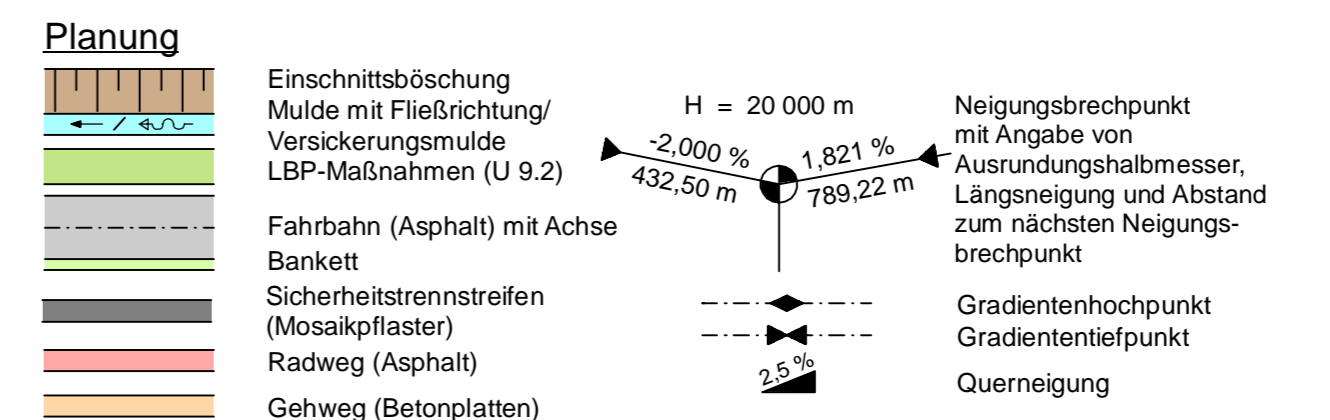 Planung
Einschnittsböschung
Mulde mit Fließrichtung/
Versickerungsmulde
LBP-Maßnahmen (U 9.2)
Fahrbahn (Asphalt) mit Achse
Bankett
Sicherheitstrennstreifen
(Mosaikpflaster)
Radweg (Asphalt)
Gehweg (Betonplatten)
H = 20 000 m
-2,000 %
432,50 m
1,821 %
789,22 m
Neigungsbrechpunkt
mit Angabe von
Ausrundungshalbmesser,
Längsneigung und Abstand
zum nächsten Neigungs-
brechpunkt
Gradientenhochpunkt
Gradiententiefpunkt
2,5 %
Querneigung